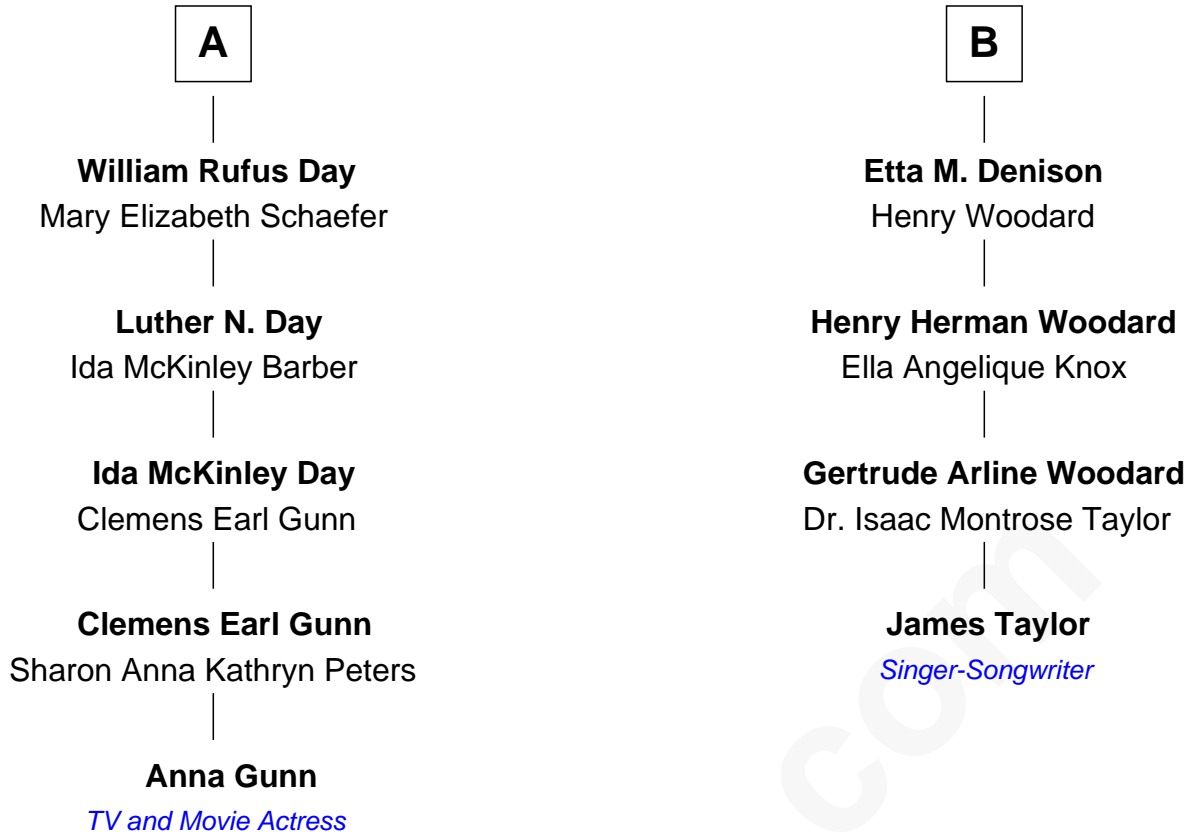 A
William Rufus Day
Mary Elizabeth Schaefer
Luther N. Day
Ida McKinley Barber
Ida McKinley Day
Clemens Earl Gunn
Clemens Earl Gunn
Sharon Anna Kathryn Peters
Anna Gunn
TV and Movie Actress
B
Etta M. Denison
Henry Woodard
Henry Herman Woodard
Ella Angelique Knox
Gertrude Arline Woodard
Dr. Isaac Montrose Taylor
James Taylor
Singer-Songwriter
com